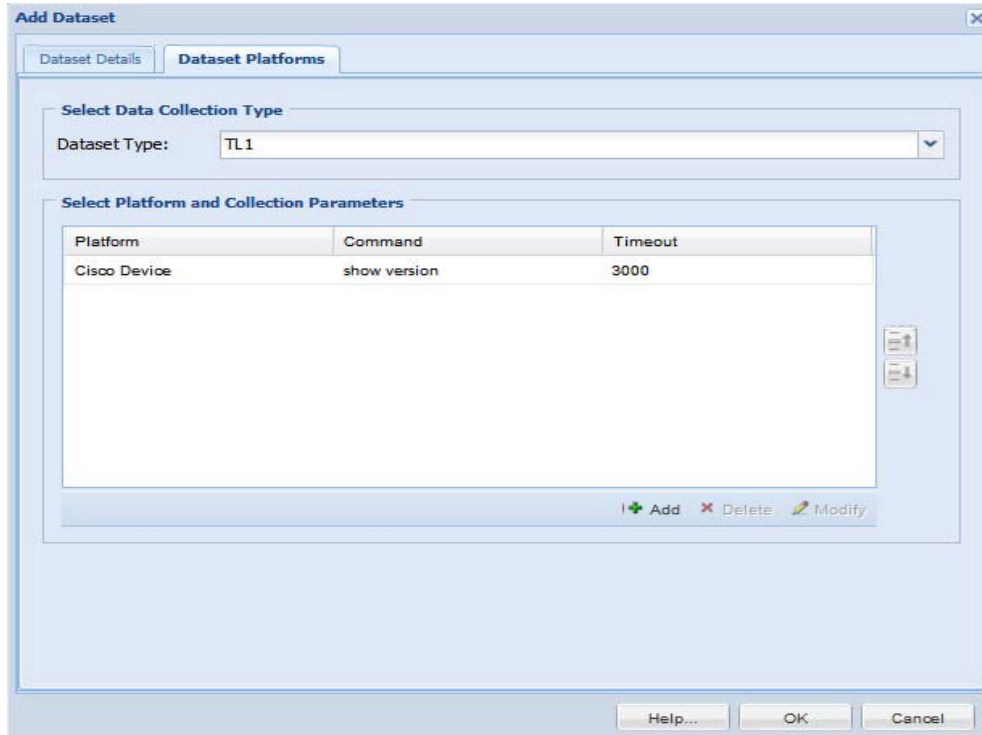 Add Dataset
Dataset Details Dataset Platforms
Select Data Collection Type
Dataset Type: TL1
Select Platform and Collection Parameters
Platform Command Timeout
Cisco Device show version 3000
Add Delete Modify
Help... OK Cancel